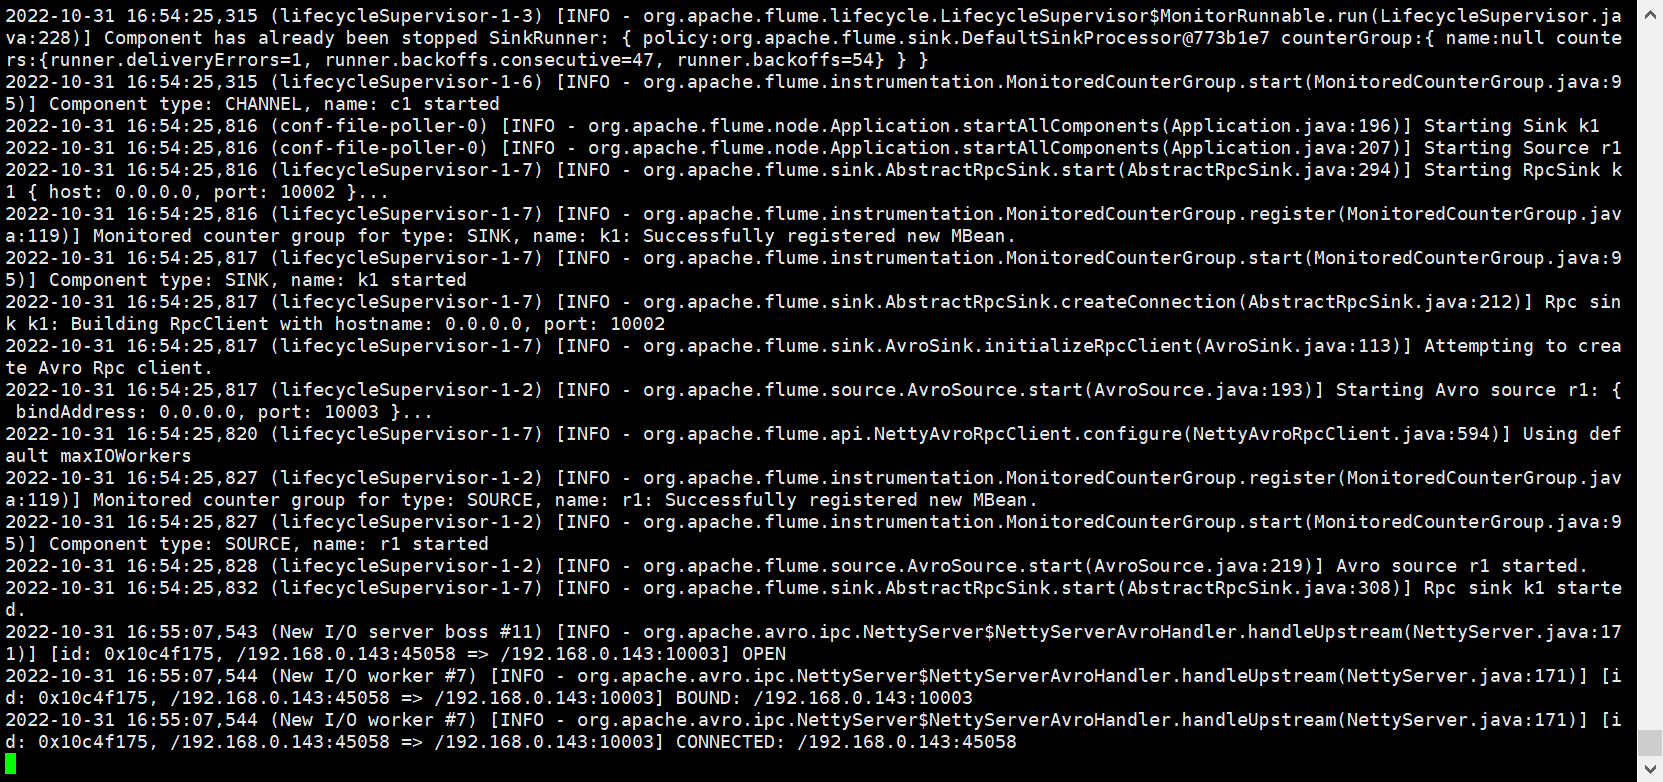 2022-10-31 16:54:25,315 (lifecycleSupervisor-1-3) [INFO - org.apache.flume.lifecycle.LifecycleSupervisor$MonitorRunnable.run(LifecycleSupervisor.ja
va:228)] Component has already been stopped SinkRunner: { policy:org.apache.flume.sink.DefaultSinkProcessor@773b1e7 counterGroup:{ name:null counte
rs:{runner.deliveryErrors=1, runner.backoffs.consecutive=47, runner.backoffs=54} } }
2022-10-31 16:54:25,315 (lifecycleSupervisor-1-6) [INFO - org.apache.flume.instrumentation.MonitoredCounterGroup.start(MonitoredCounterGroup.java:9
5)] Component type: CHANNEL, name: c1 started
2022-10-31 16:54:25,816 (conf-file-poller-0) [INFO - org.apache.flume.node.Application.startAllComponents(Application.java:196)] Starting Sink k1
2022-10-31 16:54:25,816 (conf-file-poller-0) [INFO - org.apache.flume.node.Application.startAllComponents(Application.java:207)] Starting Source r1
2022-10-31 16:54:25,816 (lifecycleSupervisor-1-7) [INFO - org.apache.flume.sink.AbstractRpcSink.start(AbstractRpcSink.java:294)] Starting RpcSink k
1 { host: 0.0.0.0, port: 10002 }...
2022-10-31 16:54:25,816 (lifecycleSupervisor-1-7) [INFO - org.apache.flume.instrumentation.MonitoredCounterGroup.register(MonitoredCounterGroup.jav
a:119)] Monitored counter group for type: SINK, name: k1: Successfully registered new MBean.
2022-10-31 16:54:25,817 (lifecycleSupervisor-1-7) [INFO - org.apache.flume.instrumentation.MonitoredCounterGroup.start(MonitoredCounterGroup.java:9
5)] Component type: SINK, name: k1 started
2022-10-31 16:54:25,817 (lifecycleSupervisor-1-7) [INFO - org.apache.flume.sink.AbstractRpcSink.createConnection(AbstractRpcSink.java:212)] Rpc sin
k k1: Building RpcClient with hostname: 0.0.0.0, port: 10002
2022-10-31 16:54:25,817 (lifecycleSupervisor-1-7) [INFO - org.apache.flume.sink.AvroSink.initializeRpcClient(AvroSink.java:113)] Attempting to crea
te Avro Rpc client.
2022-10-31 16:54:25,817 (lifecycleSupervisor-1-2) [INFO - org.apache.flume.source.AvroSource.start(AvroSource.java:193)] Starting Avro source r1: {
 bindAddress: 0.0.0.0, port: 10003 }...
2022-10-31 16:54:25,820 (lifecycleSupervisor-1-7) [INFO - org.apache.flume.api.NettyAvroRpcClient.configure(NettyAvroRpcClient.java:594)] Using def
ault maxIOWorkers
2022-10-31 16:54:25,827 (lifecycleSupervisor-1-2) [INFO - org.apache.flume.instrumentation.MonitoredCounterGroup.register(MonitoredCounterGroup.jav
a:119)] Monitored counter group for type: SOURCE, name: r1: Successfully registered new MBean.
2022-10-31 16:54:25,827 (lifecycleSupervisor-1-2) [INFO - org.apache.flume.instrumentation.MonitoredCounterGroup.start(MonitoredCounterGroup.java:9
5)] Component type: SOURCE, name: r1 started
2022-10-31 16:54:25,828 (lifecycleSupervisor-1-2) [INFO - org.apache.flume.source.AvroSource.start(AvroSource.java:219)] Avro source r1 started.
2022-10-31 16:54:25,832 (lifecycleSupervisor-1-7) [INFO - org.apache.flume.sink.AbstractRpcSink.start(AbstractRpcSink.java:308)] Rpc sink k1 starte
d.
2022-10-31 16:55:07,543 (New I/O server boss #11) [INFO - org.apache.avro.ipc.NettyServer$NettyServerAvroHandler.handleUpstream(NettyServer.java:17
1)] [id: 0x10c4f175, /192.168.0.143:45058 => /192.168.0.143:10003] OPEN
2022-10-31 16:55:07,544 (New I/O worker #7) [INFO - org.apache.avro.ipc.NettyServer$NettyServerAvroHandler.handleUpstream(NettyServer.java:171)] [i
d: 0x10c4f175, /192.168.0.143:45058 => /192.168.0.143:10003] BOUND: /192.168.0.143:10003
2022-10-31 16:55:07,544 (New I/O worker #7) [INFO - org.apache.avro.ipc.NettyServer$NettyServerAvroHandler.handleUpstream(NettyServer.java:171)] [i
d: 0x10c4f175, /192.168.0.143:45058 => /192.168.0.143:10003] CONNECTED: /192.168.0.143:45058